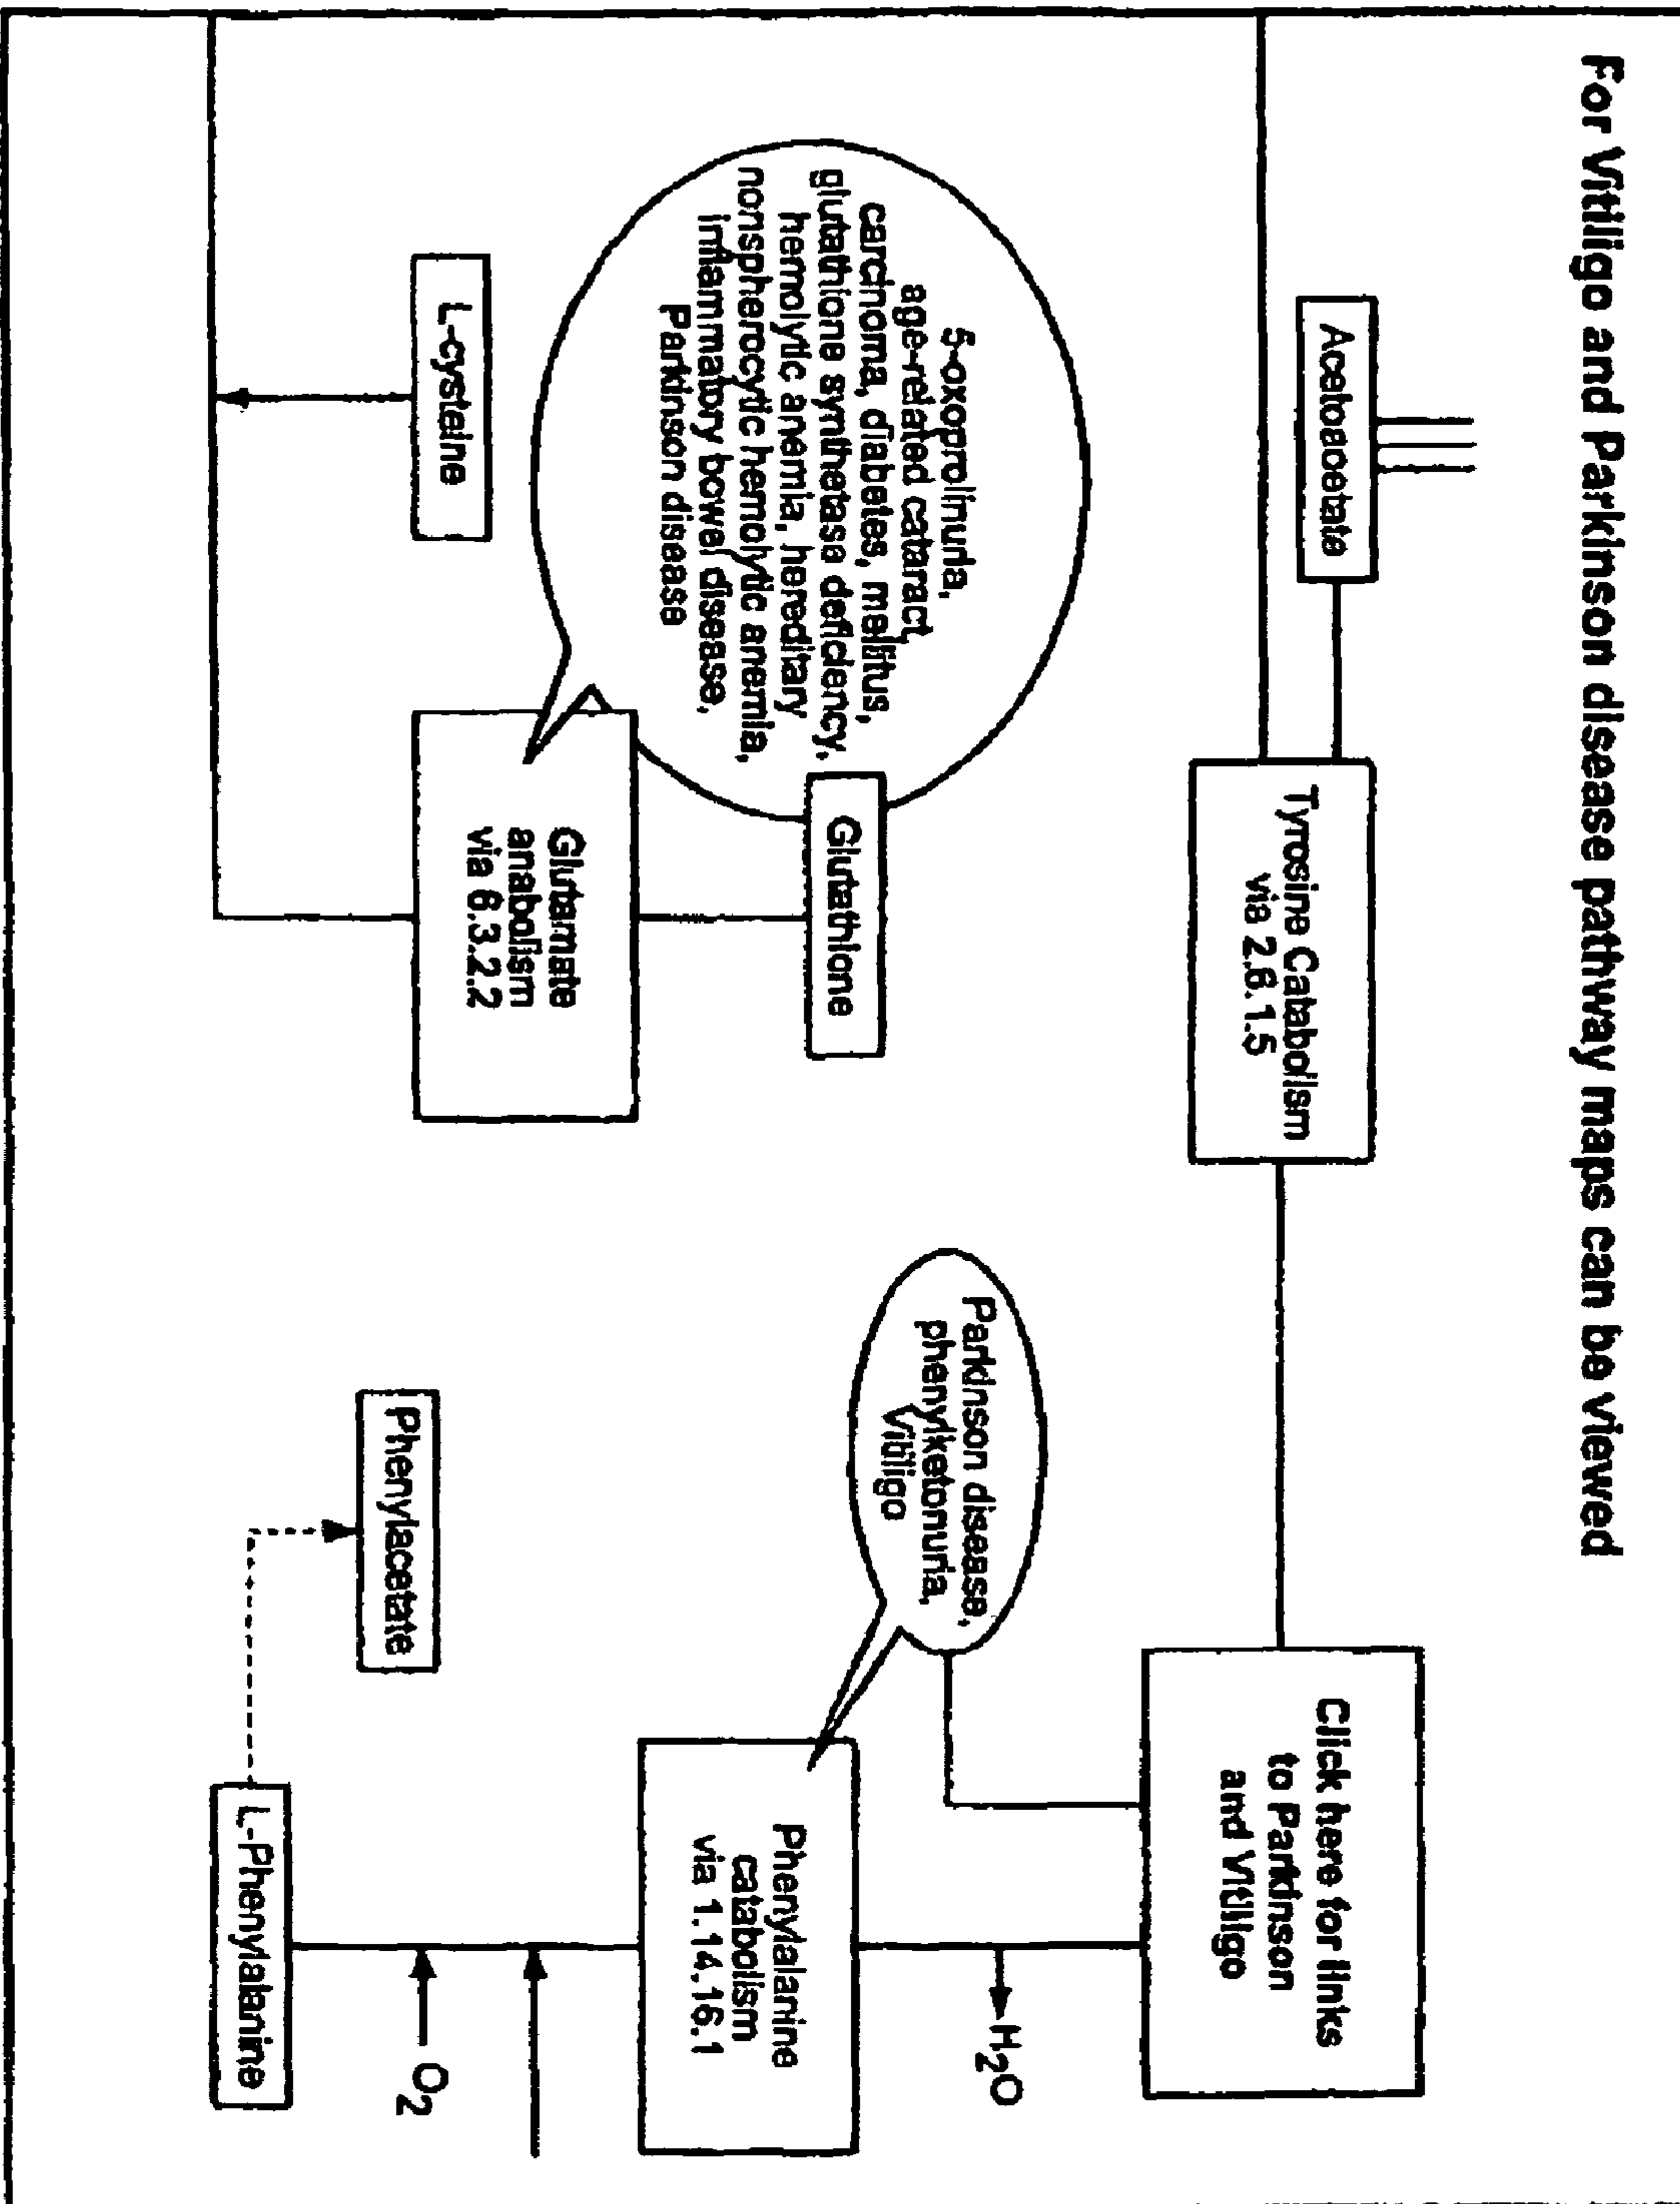 For Vitiligo and Parkinson disease pathway maps can be viewed
Acetoacetate
Tyrosine Catabolism
via 2.6.1.5
Click here for links
to Parkinson
and Vitiligo
5-oxoprolinuria,
age-related cataract
carcinoma, diabetes, mellitus,
glutathione synthetase deficiency,
hemolytic anemia, hereditary
nonspherocytic hemolytic anemia,
inflammatory bowel disease,
Parkinson disease
Glutathione
Parkinson disease,
phenylketonuria,
Vitiligo
H2O
L-cysteine
Glutamate
anabolism
via 6.3.2.2
Phenylalanine
catabolism
via 1.14.16.1
Phenylacetate
O2
L-Phenylalanine